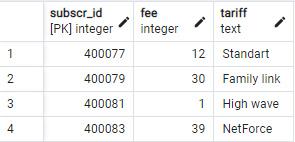 subscr_id fee tariff
[PK] integer integer text
1 400077 12 Standart
2 400079 30 Family link
3 400081 1 High wave
4 400083 39 NetForce